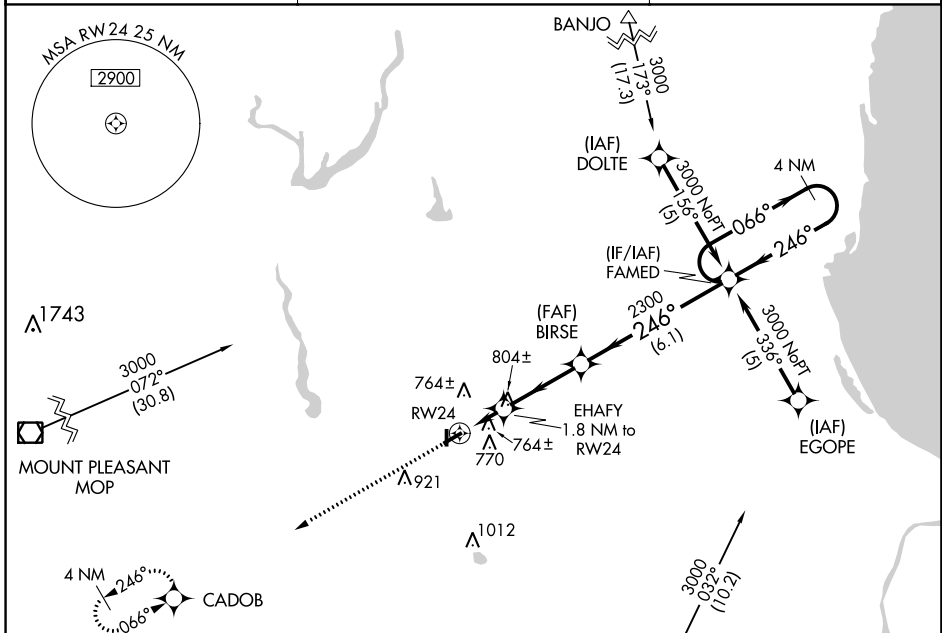 MSA RW24 25 NM
2900
BANJO
3000
173°
(17.3)
(IAF)
DOLTE
3000 NoPT
156°
(5)
4 NM
066°
246°
(IF/IAF)
FAMED
2300
246°
(6.1)
(FAF)
BIRSE
3000 NoPT
336°
(5)
(IAF)
EGOPE
1743
3000
072°
(30.8)
MOUNT PLEASANT
MOP
804±
764±
RW24
EHAFY
1.8 NM to
RW24
764±
770
921
1012
4 NM
246°
066°
CADOB
3000
032°
(10.2)